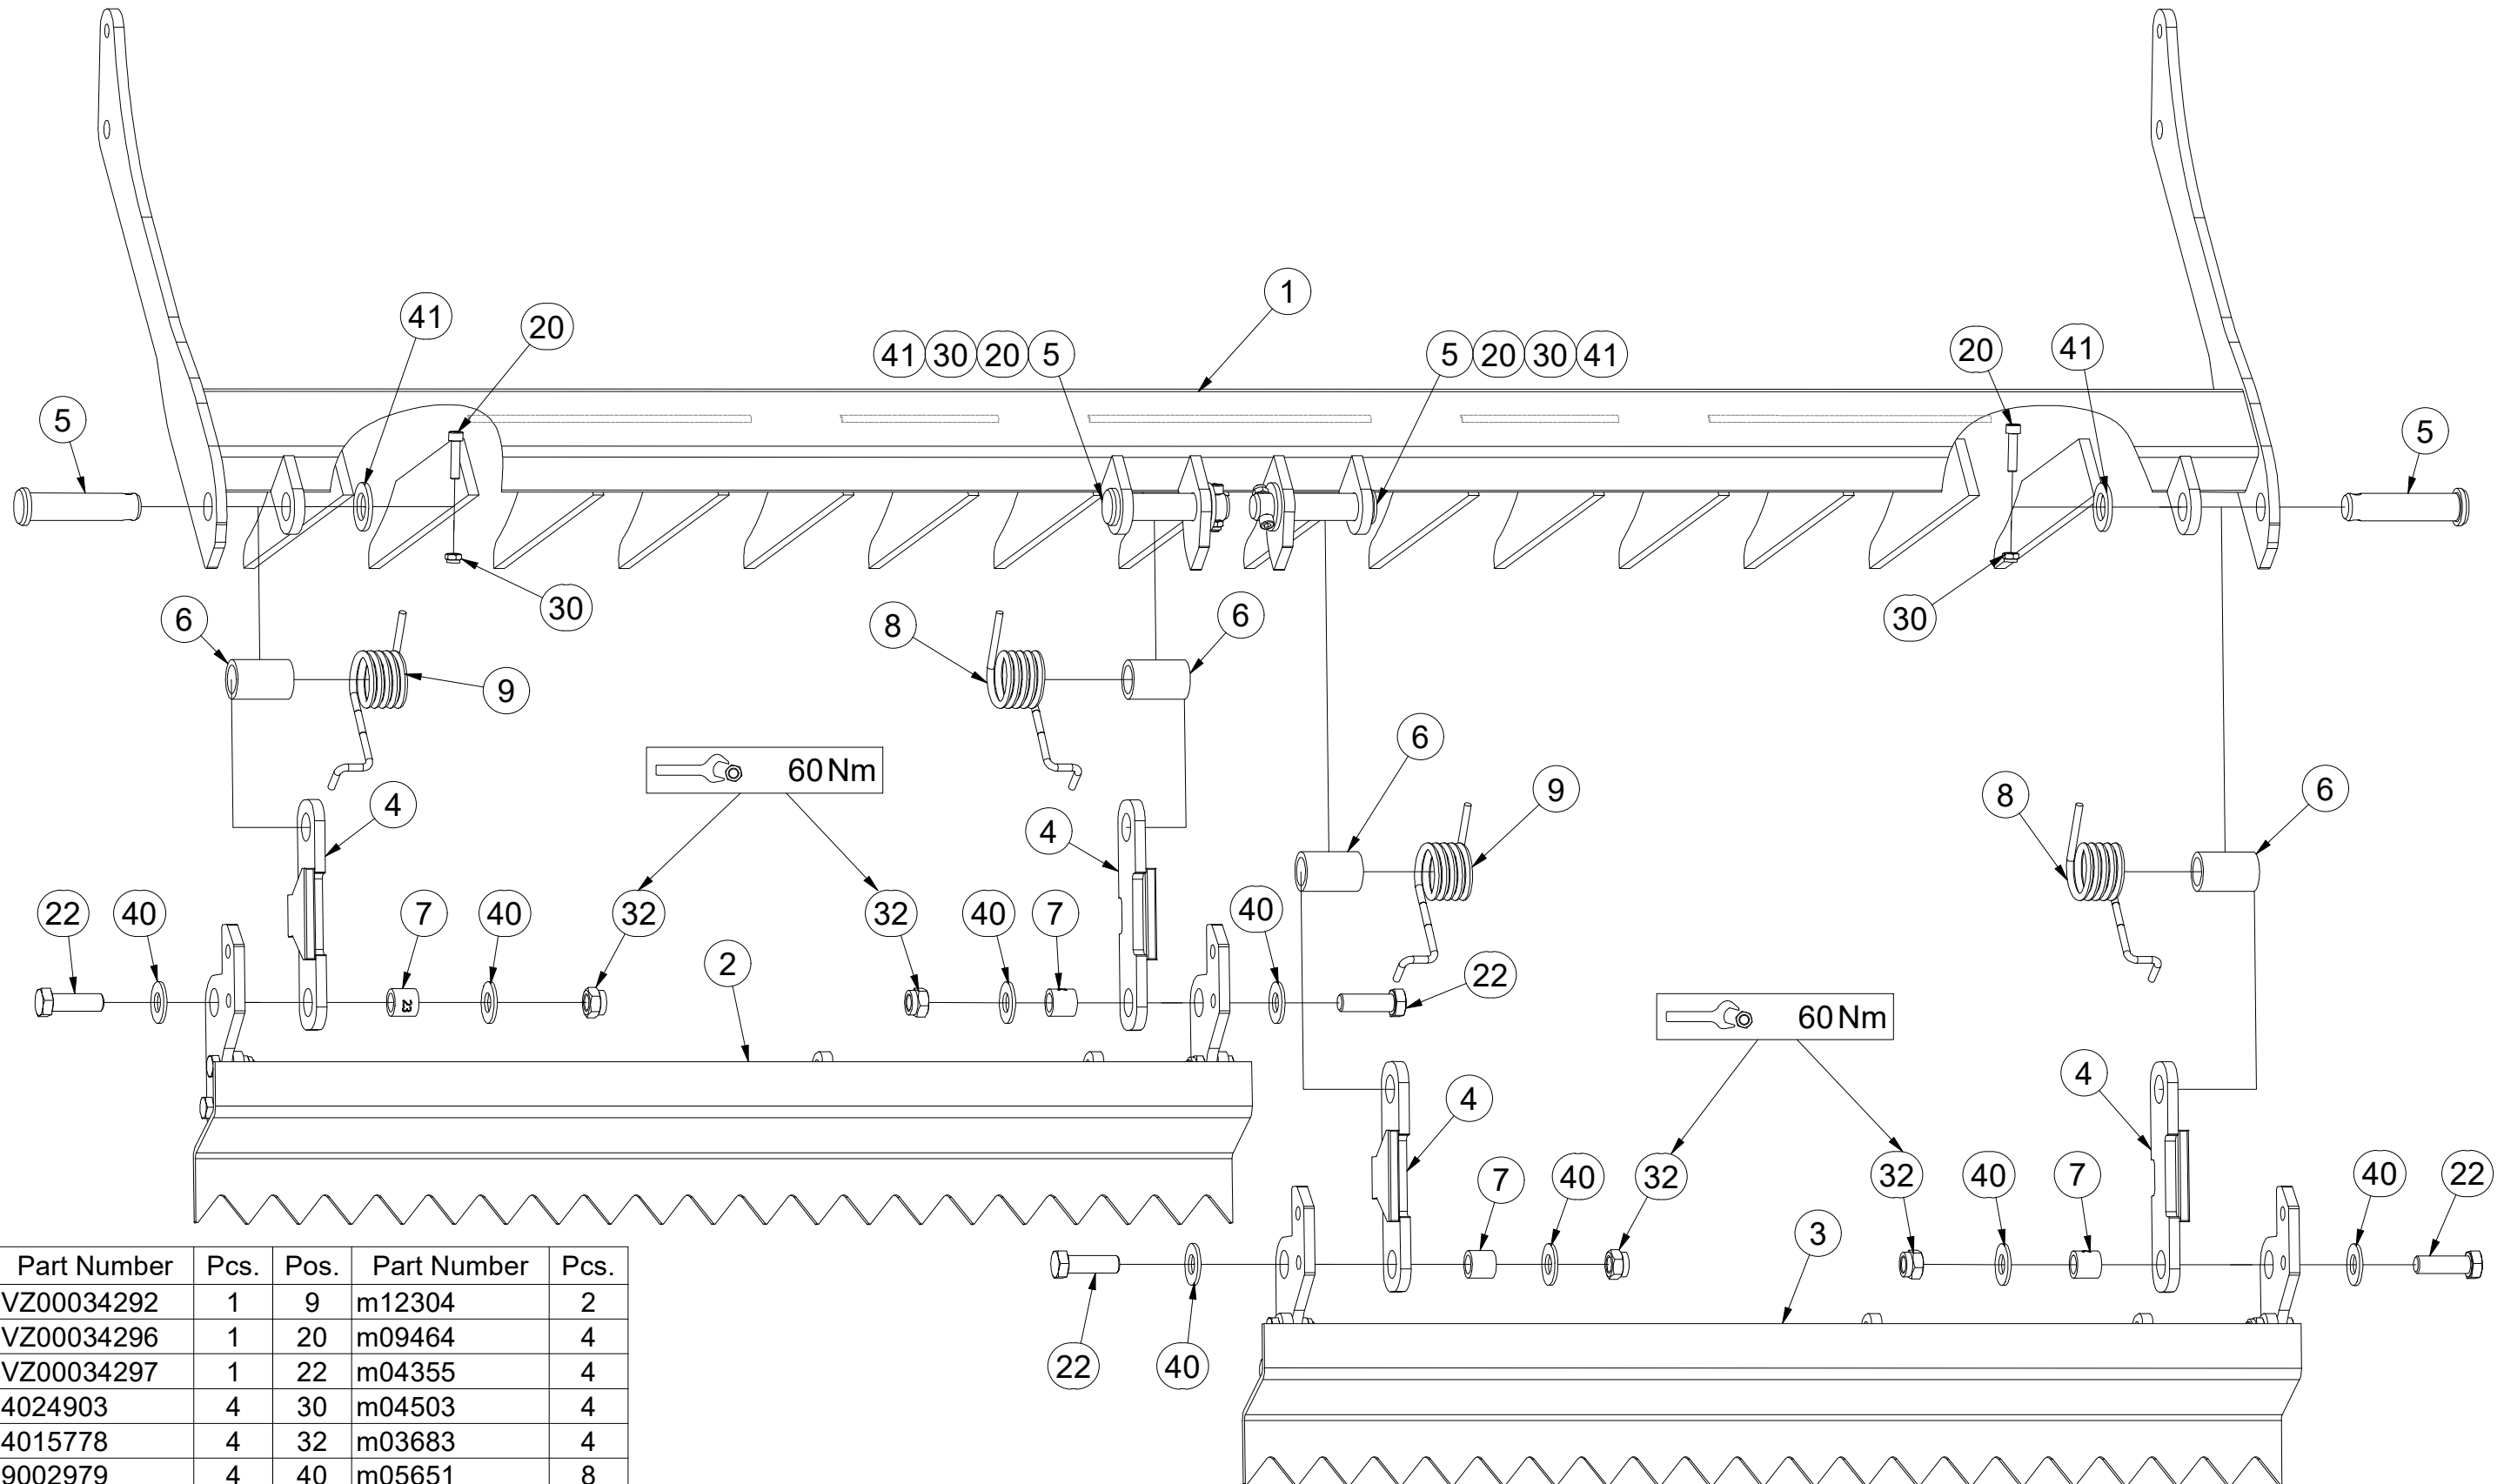 1
41 20
41 30 20 5
5 20 30 41
20 41
5
5
30
30
6
9
8
6
60 Nm
6
9
8
6
4
4
22 40 7 40 32
32 40 7 40
22
2
23
60 Nm
4
4
7 40 32
32 40 7 40 22
3
22 40
Part Number Pcs. Pos. Part Number Pcs.
VZ00034292 1 9 m12304 2
VZ00034296 1 20 m09464 4
VZ00034297 1 22 m04355 4
4024903 4 30 m04503 4
4015778 4 32 m03683 4
9002979 4 40 m05651 8